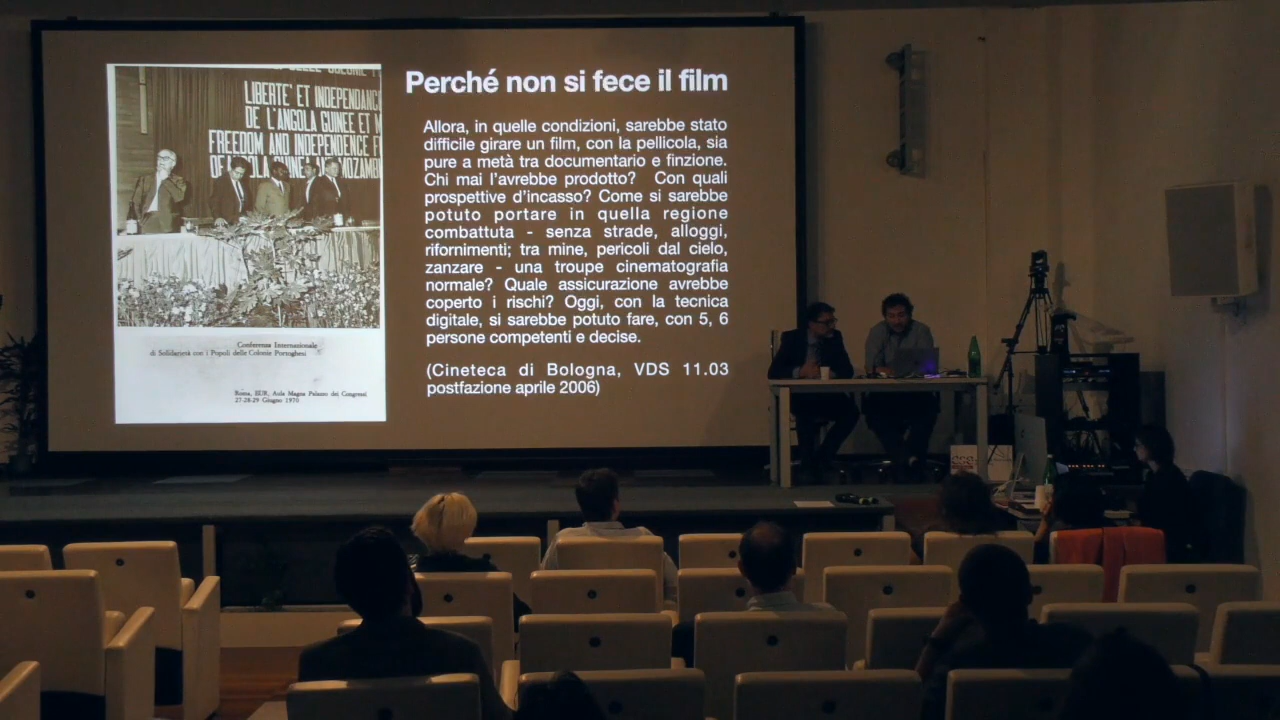 LIBERTE' ET INDEPENDANC
DE L'ANGOLA GUINEE ET M
FREEDOM AND INDEPENDENCE F
OF ANGOLA GUINEA AND MOZAMB
Conferenza Internazionale
di Solidarietà con i Popoli delle Colonie Portoghesi
Roma, EUR, Aula Magna Palazzo dei Congressi
27-28-29 Giugno 1970
Perché non si fece il film
Allora, in quelle condizioni, sarebbe stato
difficile girare un film, con la pellicola, sia
pure a metà tra documentario e finzione.
Chi mai l'avrebbe prodotto? Con quali
prospettive d'incasso? Come si sarebbe
potuto portare in quella regione
combattuta - senza strade, alloggi,
rifornimenti; tra mine, pericoli dal cielo,
zanzare - una troupe cinematografia
normale? Quale assicurazione avrebbe
coperto i rischi? Oggi, con la tecnica
digitale, si sarebbe potuto fare, con 5, 6
persone competenti e decise.
(Cineteca di Bologna, VDS 11.03
postfazione aprile 2006)